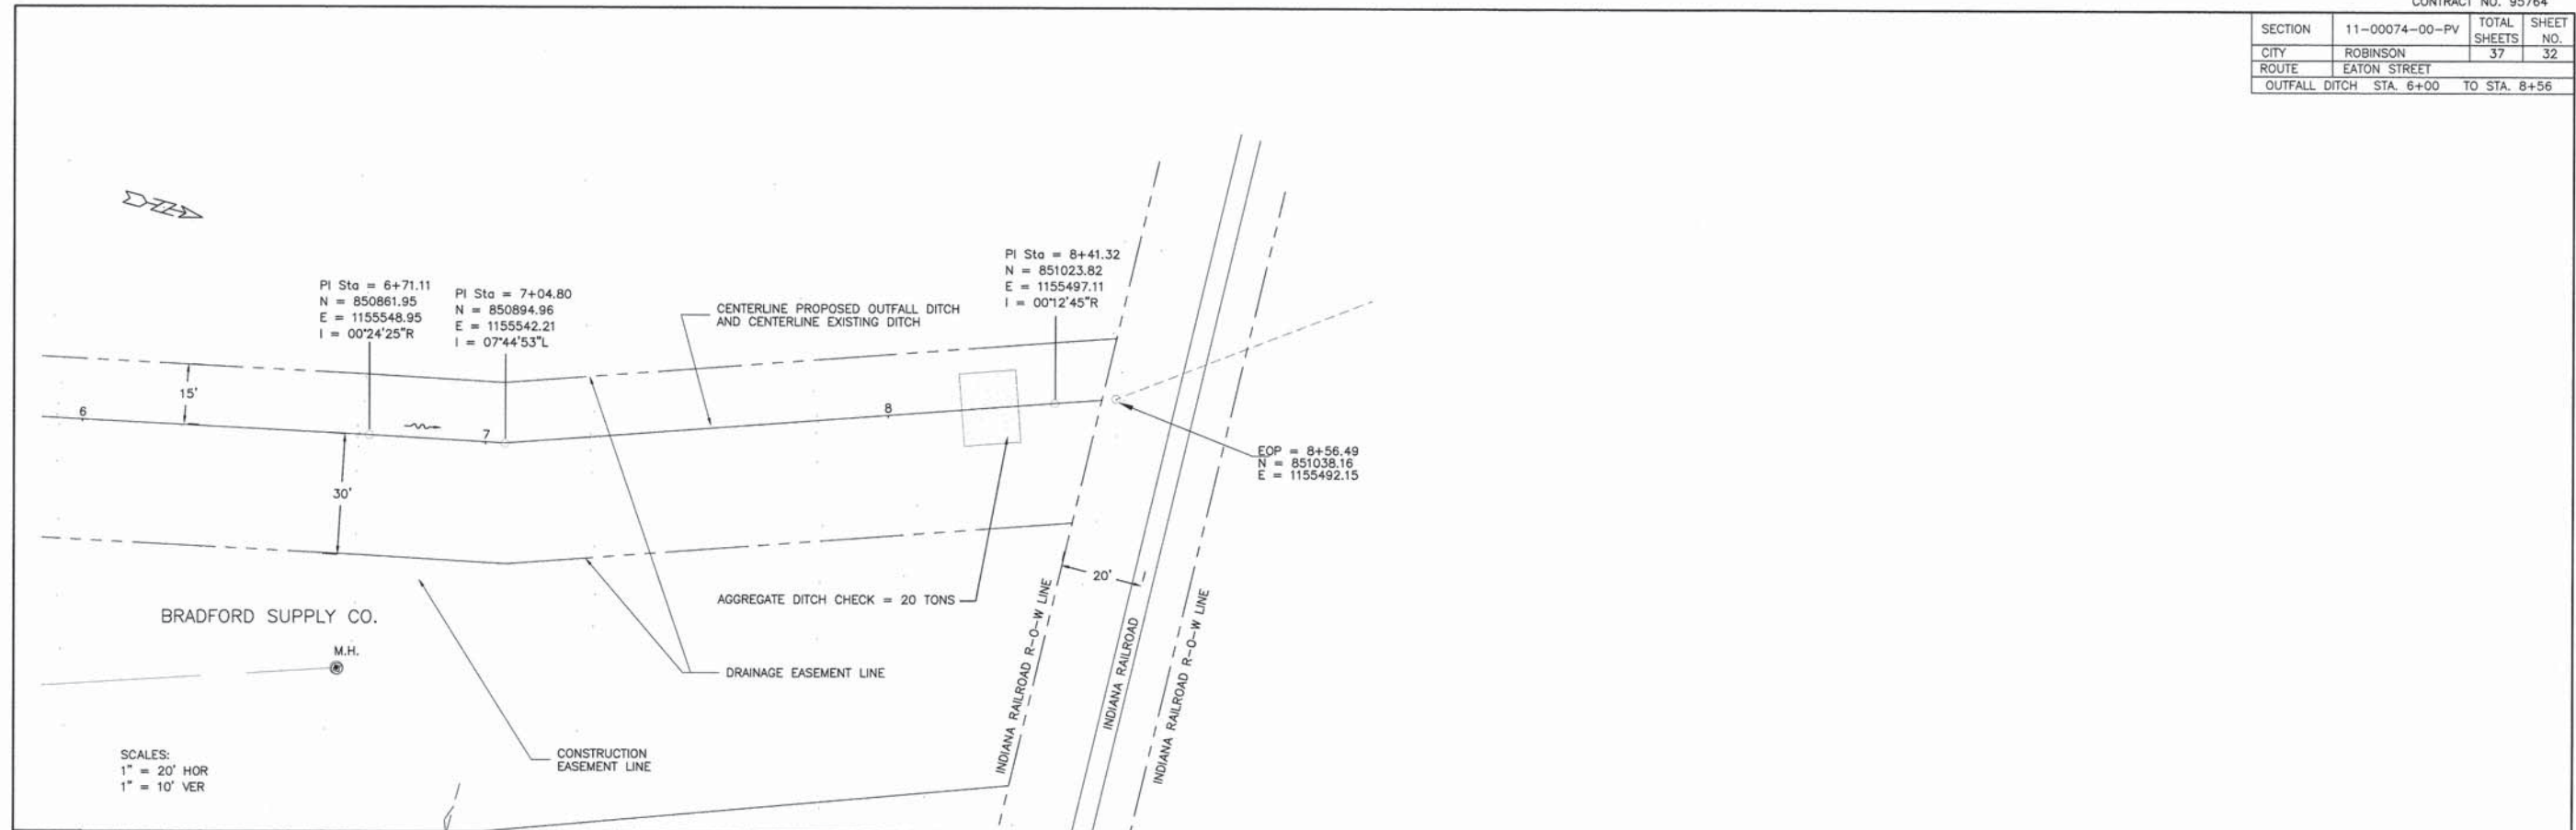 CONTRACT NO. 95764
SECTION 11-00074-00-PV TOTAL SHEETS SHEET NO.
CITY ROBINSON 37 32
ROUTE EATON STREET
OUTFALL DITCH STA. 6+00 TO STA. 8+56
PI Sta = 6+71.11
N = 850861.95
E = 1155548.95
I = 00°24'25"R
PI Sta = 7+04.80
N = 850894.96
E = 1155542.21
I = 07°44'53"L
CENTERLINE PROPOSED OUTFALL DITCH
AND CENTERLINE EXISTING DITCH
PI Sta = 8+41.32
N = 851023.82
E = 1155497.11
I = 00°12'45"R
15'
6
7
8
30'
EOP = 8+56.49
N = 851038.16
E = 1155492.15
20'
AGGREGATE DITCH CHECK = 20 TONS
BRADFORD SUPPLY CO.
M.H.
DRAINAGE EASEMENT LINE
INDIANA RAILROAD R-O-W LINE
INDIANA RAILROAD
INDIANA RAILROAD R-O-W LINE
CONSTRUCTION
EASEMENT LINE
SCALES:
1" = 20' HOR
1" = 10' VER